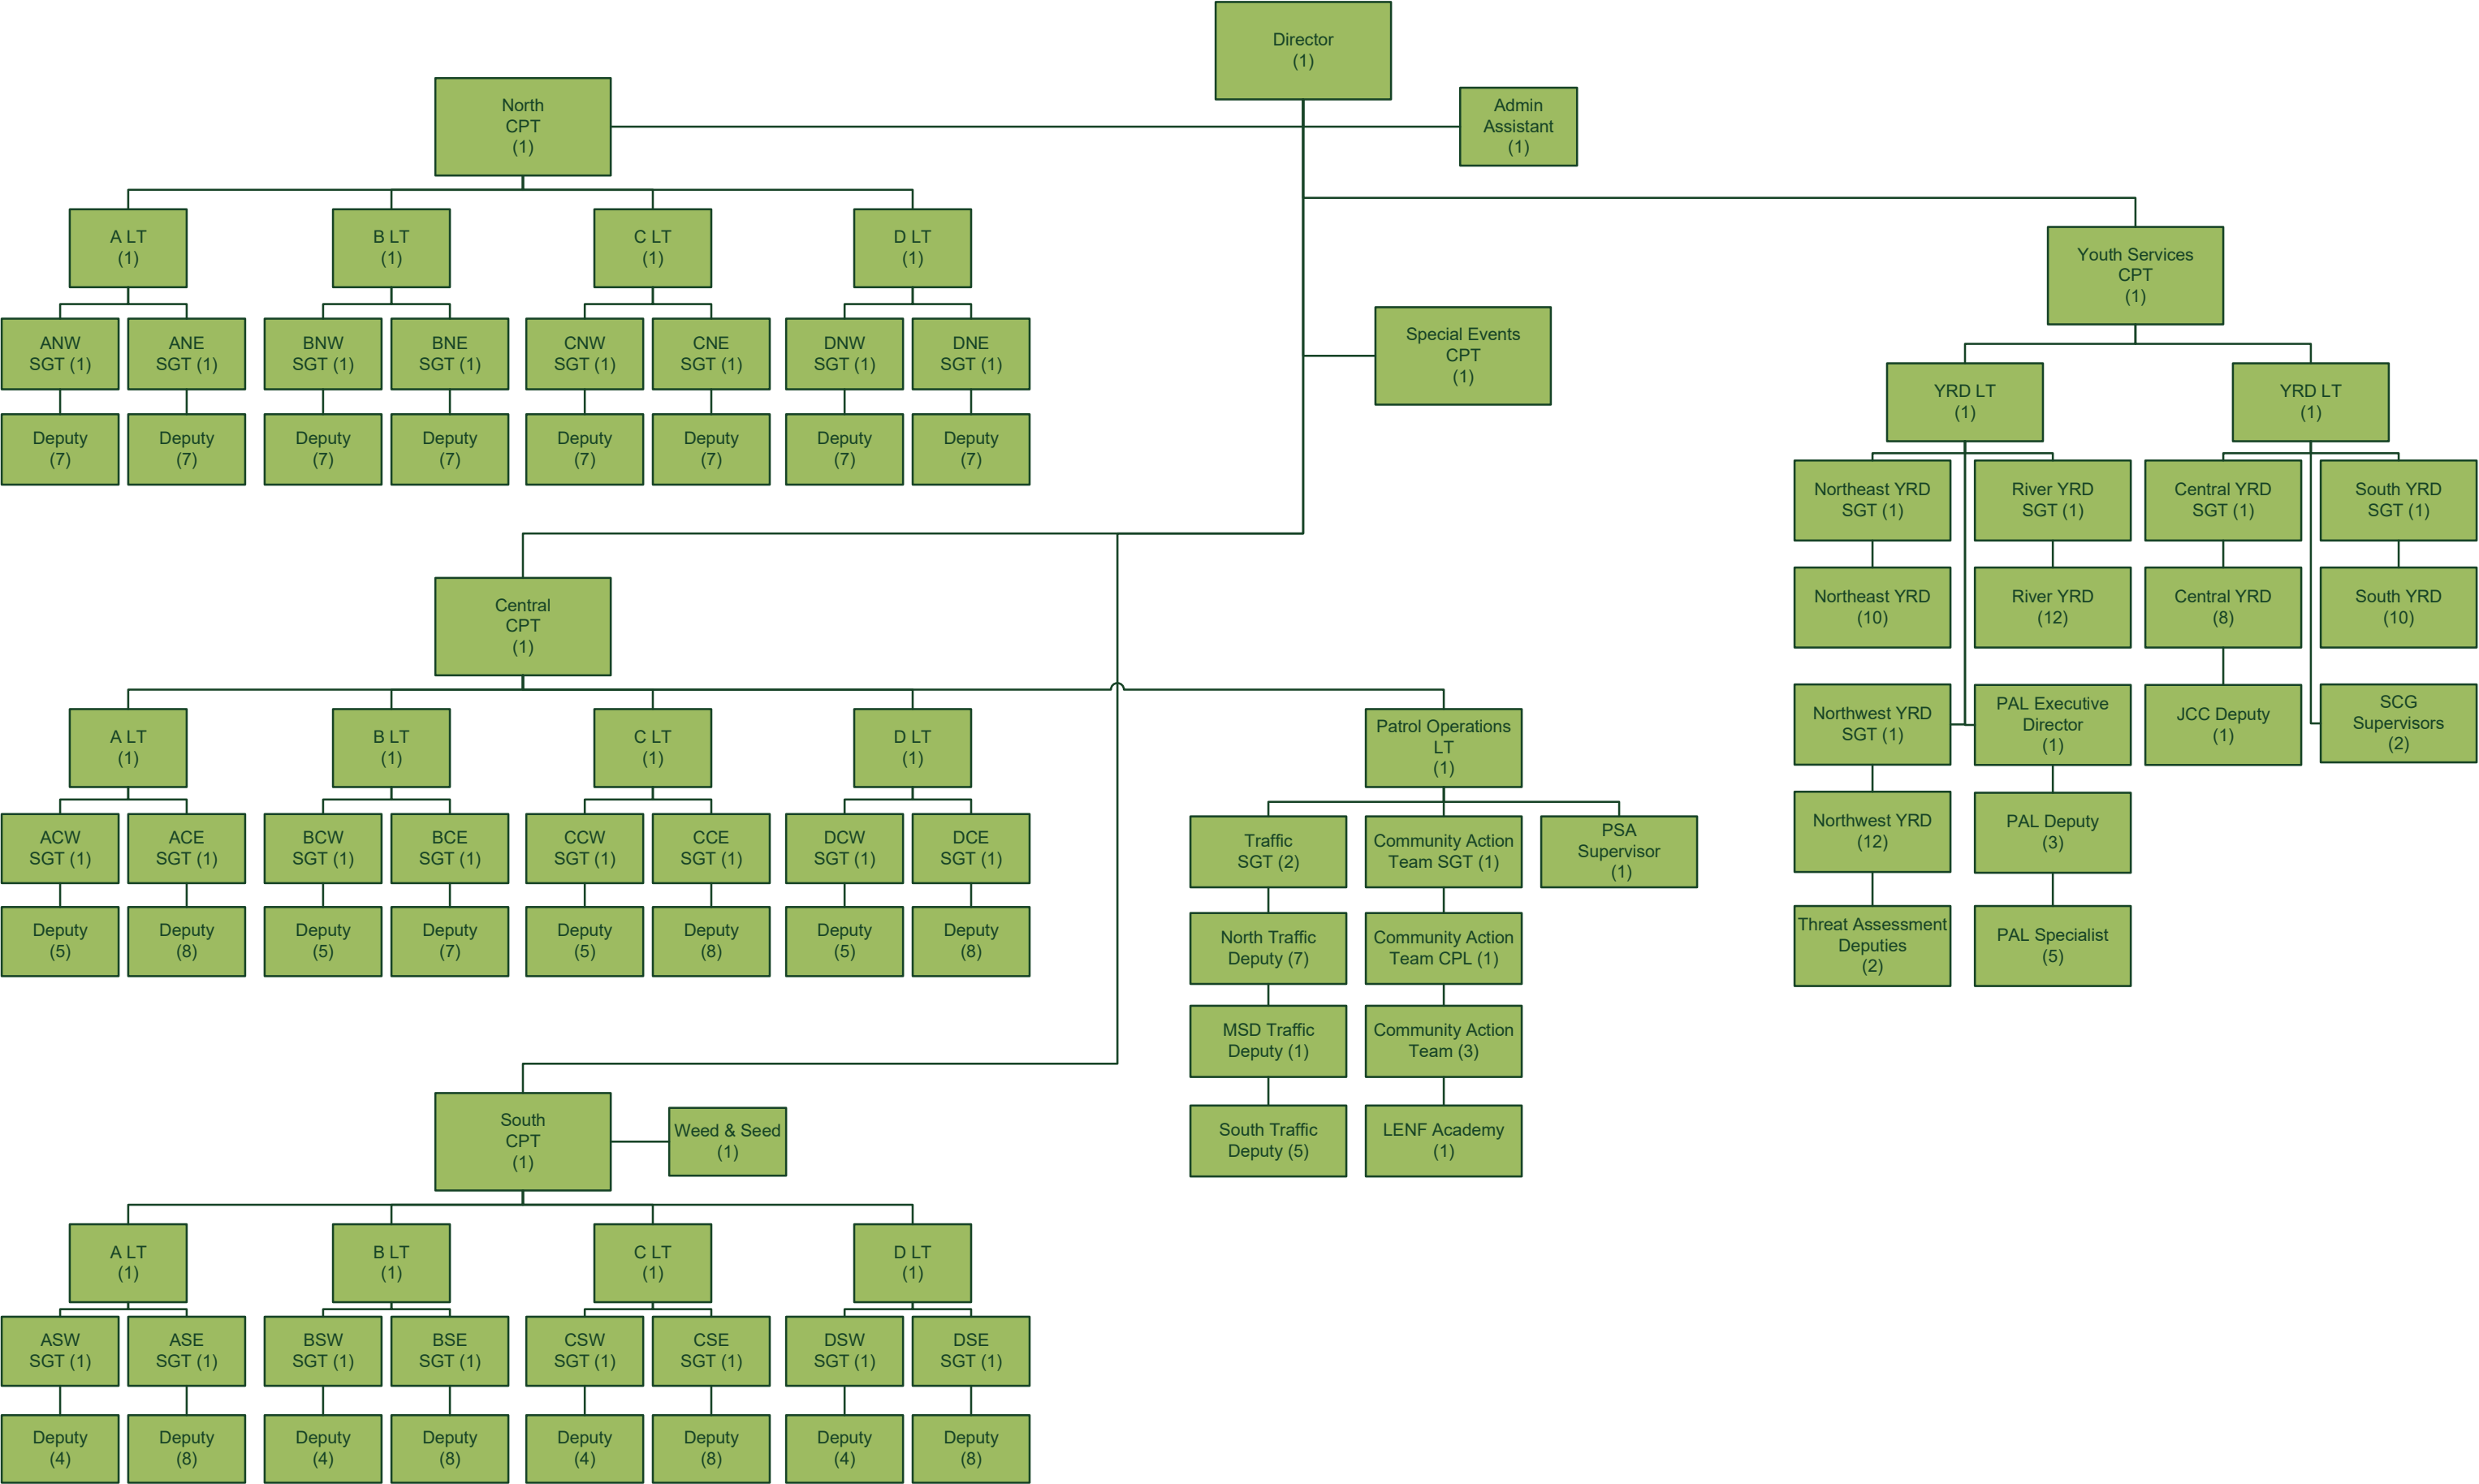 Director
(1)
North
CPT
(1)
Admin
Assistant
(1)
A LT
(1)
B LT
(1)
C LT
(1)
D LT
(1)
ANW
SGT (1)
ANE
SGT (1)
BNW
SGT (1)
BNE
SGT (1)
CNW
SGT (1)
CNE
SGT (1)
DNW
SGT (1)
DNE
SGT (1)
Deputy
(7)
Deputy
(7)
Deputy
(7)
Deputy
(7)
Deputy
(7)
Deputy
(7)
Deputy
(7)
Deputy
(7)
Special Events
CPT
(1)
Youth Services
CPT
(1)
YRD LT
(1)
YRD LT
(1)
Northeast YRD
SGT (1)
River YRD
SGT (1)
Central YRD
SGT (1)
South YRD
SGT (1)
Northeast YRD
(10)
River YRD
(12)
Central YRD
(8)
South YRD
(10)
Northwest YRD
SGT (1)
PAL Executive
Director
(1)
JCC Deputy
(1)
SCG
Supervisors
(2)
Northwest YRD
(12)
PAL Deputy
(3)
Threat Assessment
Deputies
(2)
PAL Specialist
(5)
Central
CPT
(1)
A LT
(1)
B LT
(1)
C LT
(1)
D LT
(1)
Patrol Operations
LT
(1)
ACW
SGT (1)
ACE
SGT (1)
BCW
SGT (1)
BCE
SGT (1)
CCW
SGT (1)
CCE
SGT (1)
DCW
SGT (1)
DCE
SGT (1)
Deputy
(5)
Deputy
(8)
Deputy
(5)
Deputy
(7)
Deputy
(5)
Deputy
(8)
Deputy
(5)
Deputy
(8)
Traffic
SGT (2)
Community Action
Team SGT (1)
PSA
Supervisor
(1)
North Traffic
Deputy (7)
Community Action
Team CPL (1)
MSD Traffic
Deputy (1)
Community Action
Team (3)
South Traffic
Deputy (5)
LENF Academy
(1)
South
CPT
(1)
Weed & Seed
(1)
A LT
(1)
B LT
(1)
C LT
(1)
D LT
(1)
ASW
SGT (1)
ASE
SGT (1)
BSW
SGT (1)
BSE
SGT (1)
CSW
SGT (1)
CSE
SGT (1)
DSW
SGT (1)
DSE
SGT (1)
Deputy
(4)
Deputy
(8)
Deputy
(4)
Deputy
(8)
Deputy
(4)
Deputy
(8)
Deputy
(4)
Deputy
(8)